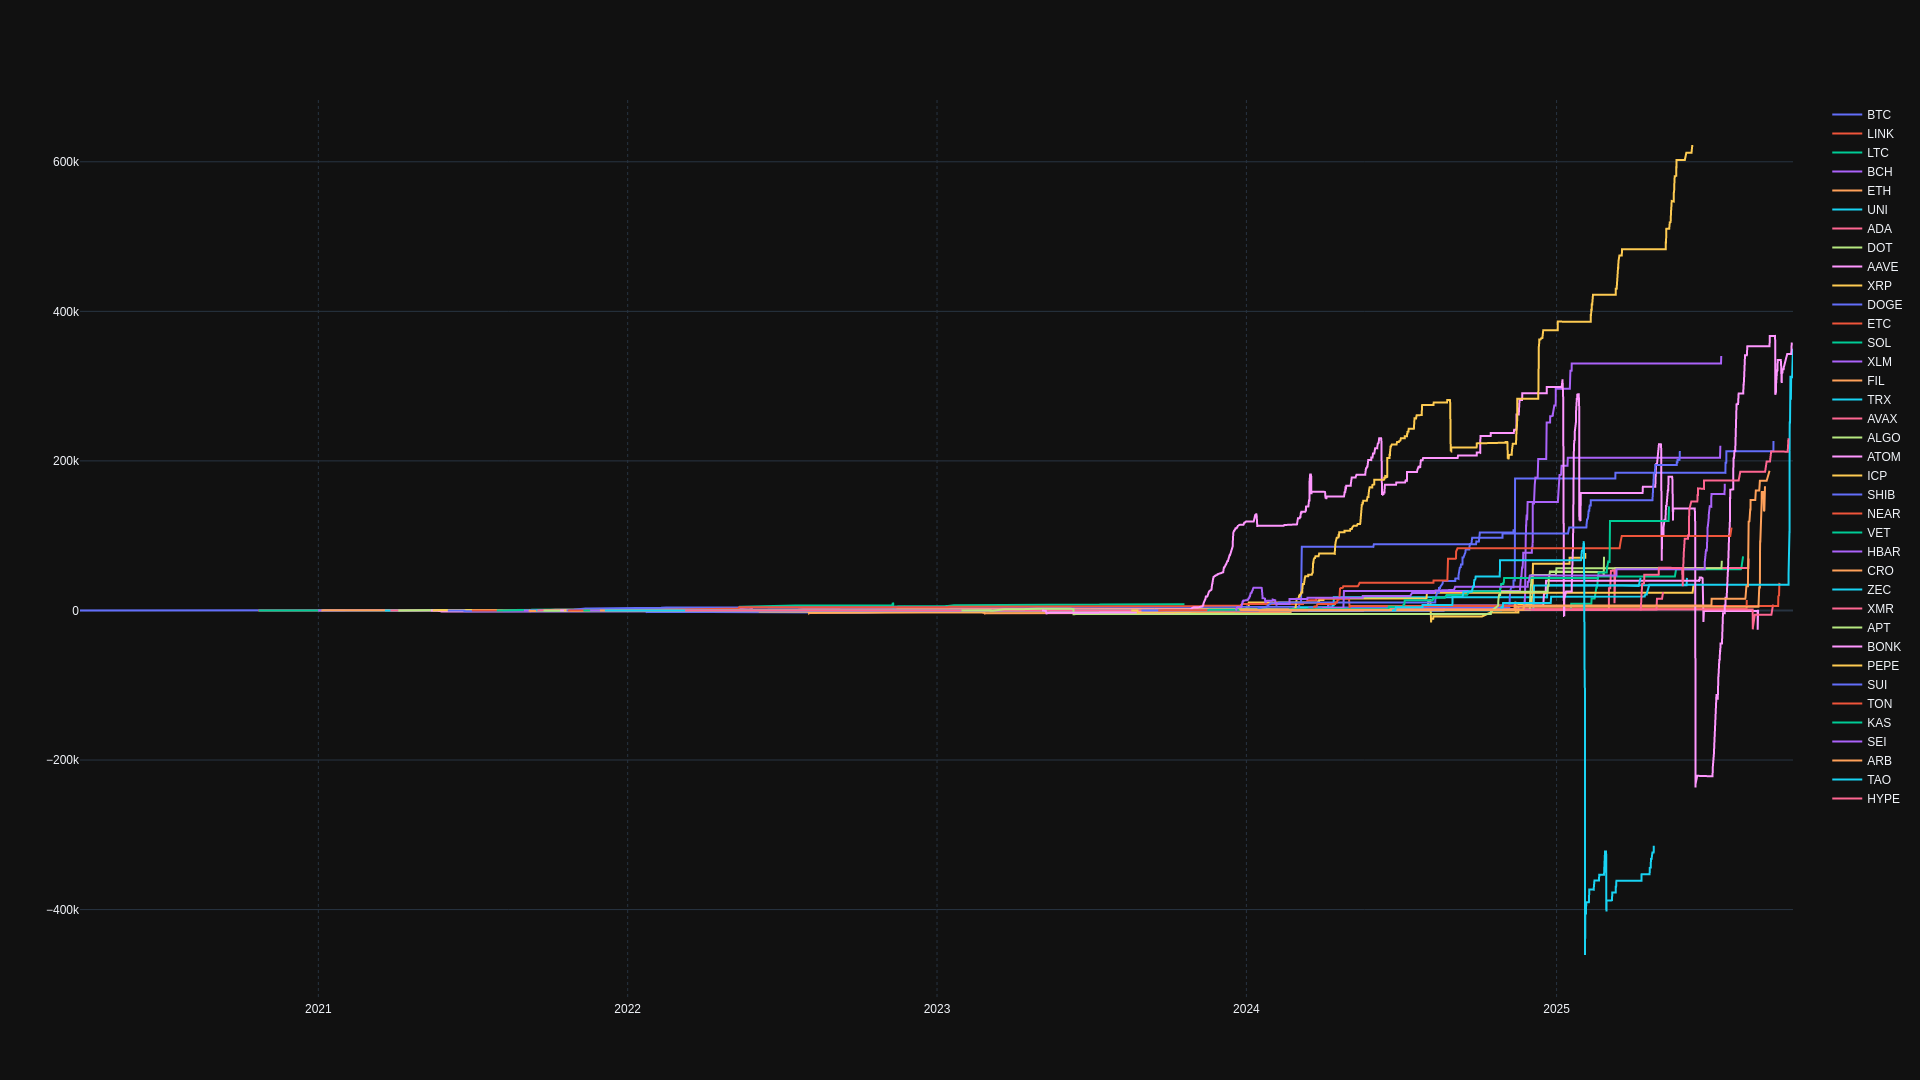 600k
400k
200k
0
−200k
−400k
2021
2022
2023
2024
2025
BTC
LINK
LTC
BCH
ETH
UNI
ADA
DOT
AAVE
XRP
DOGE
ETC
SOL
XLM
FIL
TRX
AVAX
ALGO
ATOM
ICP
SHIB
NEAR
VET
HBAR
CRO
ZEC
XMR
APT
BONK
PEPE
SUI
TON
KAS
SEI
ARB
TAO
HYPE